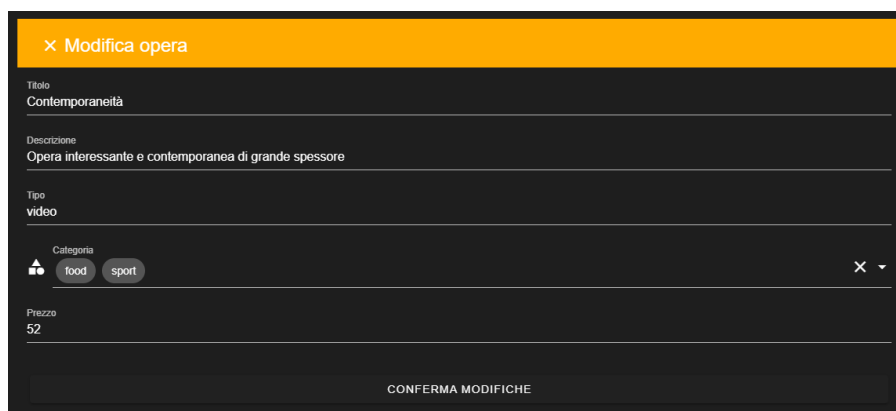 Modifica opera
Titolo
Contemporaneità
Descrizione
Opera interessante e contemporanea di grande spessore
Tipo
video
Categoria
food sport
Prezzo
52
CONFERMA MODIFICHE